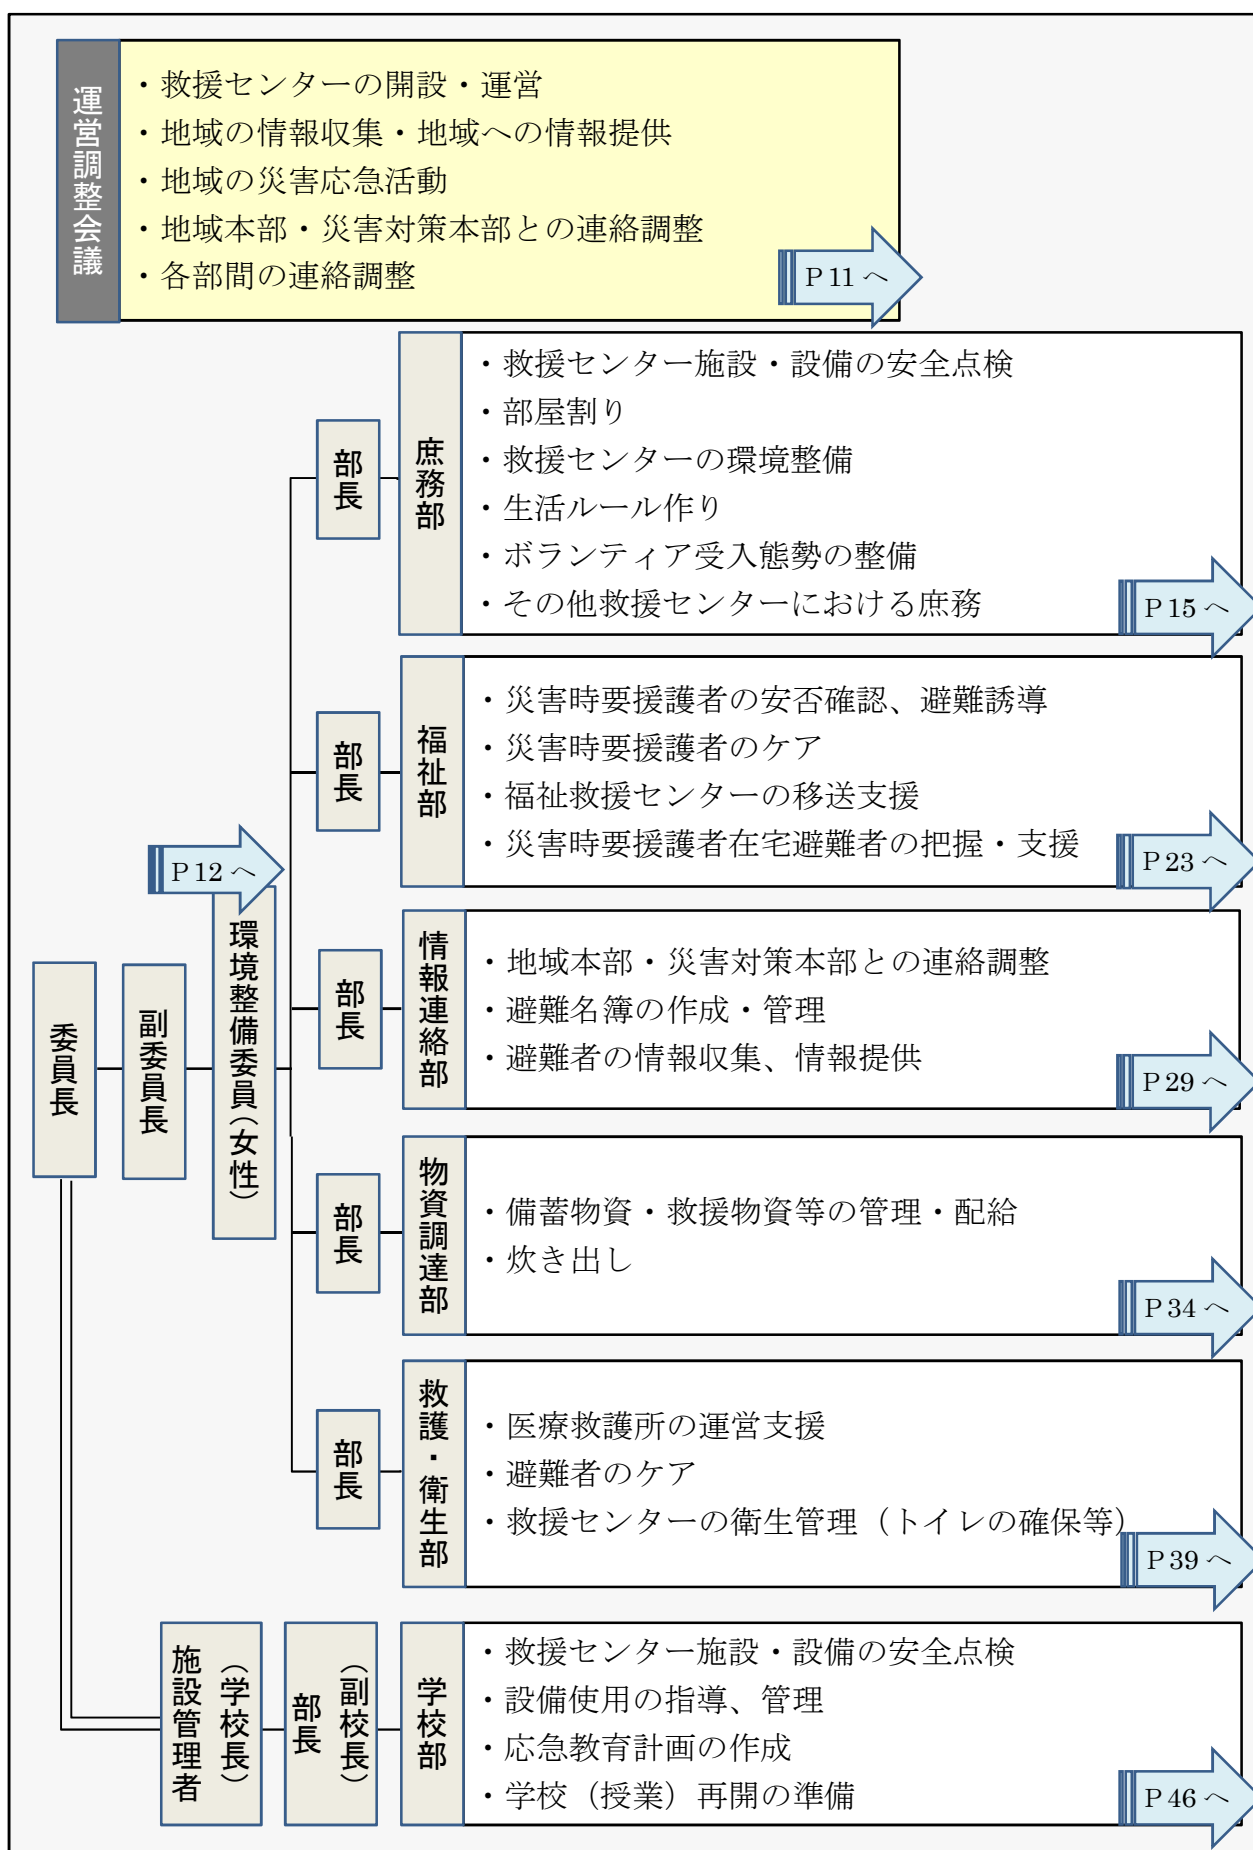 運営調整会議
・救援センターの開設・運営
・地域の情報収集・地域への情報提供
・地域の災害応急活動
・地域本部・災害対策本部との連絡調整
・各部間の連絡調整
P 11 へ
部長
庶務部
・救援センター施設・設備の安全点検
・部屋割り
・救援センターの環境整備
・生活ルール作り
・ボランティア受入態勢の整備
・その他救援センターにおける庶務
P 15 へ
部長
福祉部
・災害時要援護者の安否確認、避難誘導
・災害時要援護者のケア
・福祉救援センターの移送支援
・災害時要援護者在宅避難者の把握・支援
P 23 へ
P 12 へ
委員長
副委員長
環境整備委員(女性)
部長
情報連絡部
・地域本部・災害対策本部との連絡調整
・避難名簿の作成・管理
・避難者の情報収集、情報提供
P 29 へ
部長
物資調達部
・備蓄物資・救援物資等の管理・配給
・炊き出し
P 34 へ
部長
救護・衛生部
・医療救護所の運営支援
・避難者のケア
・救援センターの衛生管理（トイレの確保等）
P 39 へ
施設管理者
(学校長)
部長
(副校長)
学校部
・救援センター施設・設備の安全点検
・設備使用の指導、管理
・応急教育計画の作成
・学校（授業）再開の準備
P 46 へ